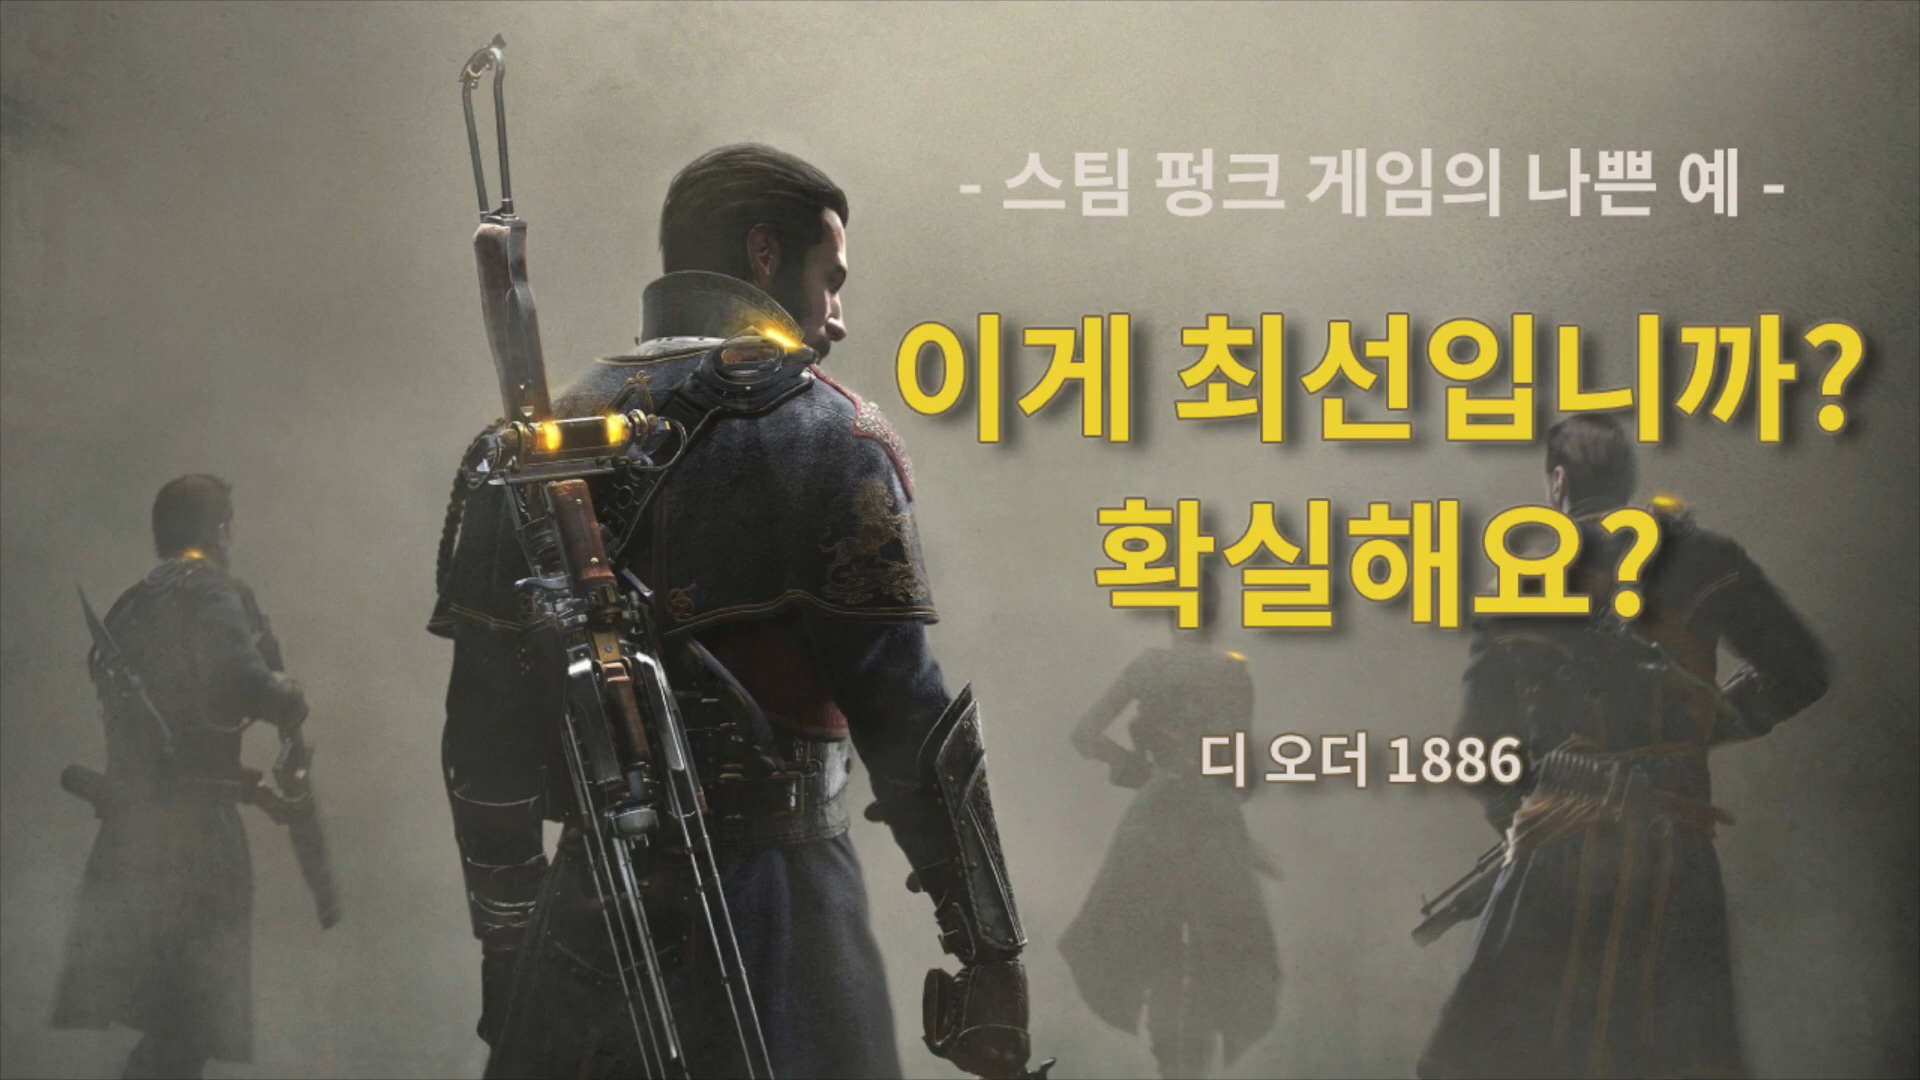 - 스팀 펑크 게임의 나쁜 예 -
이게 최선입니까?
확실해요?
디 오더 1886